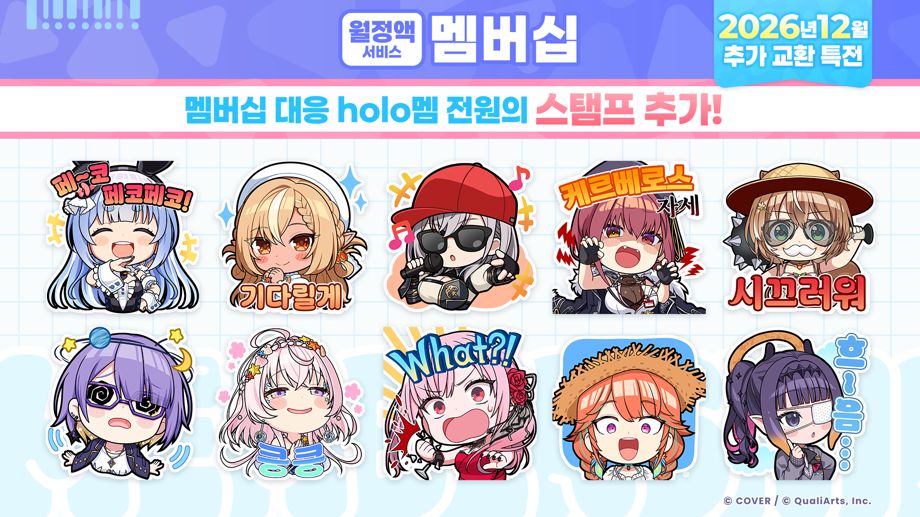 월정액
서비스
멤버십
2026년12월
추가 교환 특전
멤버십 대응 holo멤 전원의 스탬프 추가!
페~코
페코페코!
기다릴게
케르베로스
자세
시끄러워
킁킁
What?!
흐~음...
© COVER / © QualiArts, Inc.